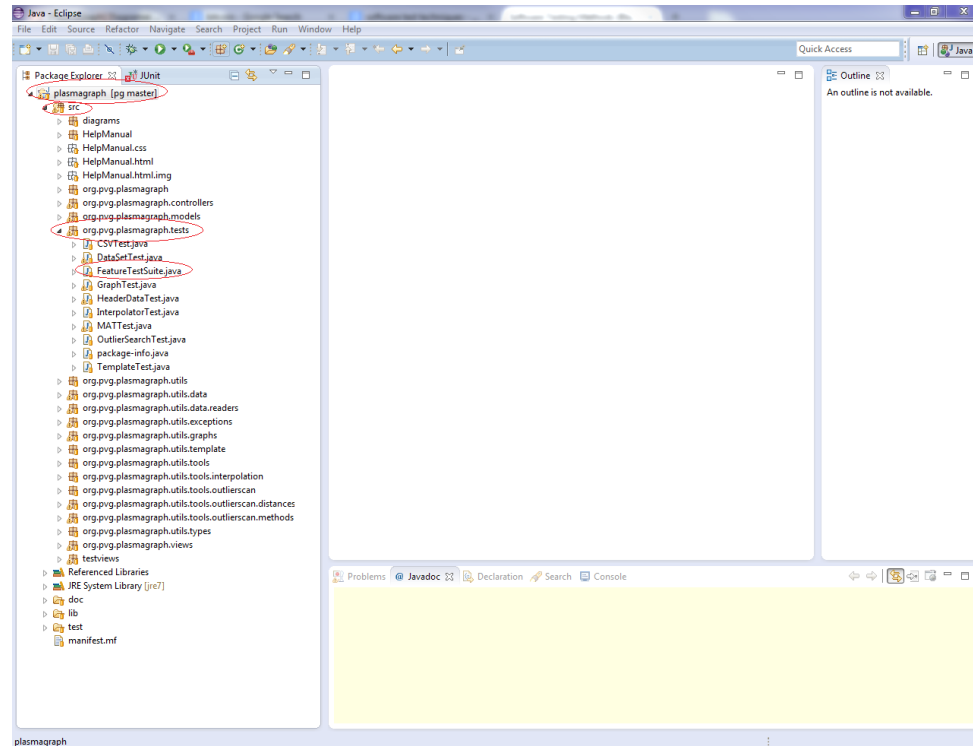 Java - Eclipse
File Edit Source Refactor Navigate Search Project Run Window Help
Quick Access
Java
Package Explorer
JUnit
Outline
An outline is not available.
plasmagraph [pg master]
src
diagrams
HelpManual
HelpManual.css
HelpManual.html
HelpManual.html.img
org.pvg.plasmagraph
org.pvg.plasmagraph.controllers
org.pvg.plasmagraph.models
org.pvg.plasmagraph.tests
CSVTest.java
DataSetTest.java
FeatureTestSuite.java
GraphTest.java
HeaderDataTest.java
InterpolatorTest.java
MATTest.java
OutlierSearchTest.java
package-info.java
TemplateTest.java
org.pvg.plasmagraph.utils
org.pvg.plasmagraph.utils.data
org.pvg.plasmagraph.utils.data.readers
org.pvg.plasmagraph.utils.exceptions
org.pvg.plasmagraph.utils.graphs
org.pvg.plasmagraph.utils.template
org.pvg.plasmagraph.utils.tools
org.pvg.plasmagraph.utils.tools.interpolation
org.pvg.plasmagraph.utils.tools.outlierscan
org.pvg.plasmagraph.utils.tools.outlierscan.distances
org.pvg.plasmagraph.utils.tools.outlierscan.methods
org.pvg.plasmagraph.utils.types
org.pvg.plasmagraph.views
testviews
Referenced Libraries
JRE System Library [jre7]
doc
lib
test
manifest.mf
Problems @ Javadoc Declaration Search Console
plasmagraph